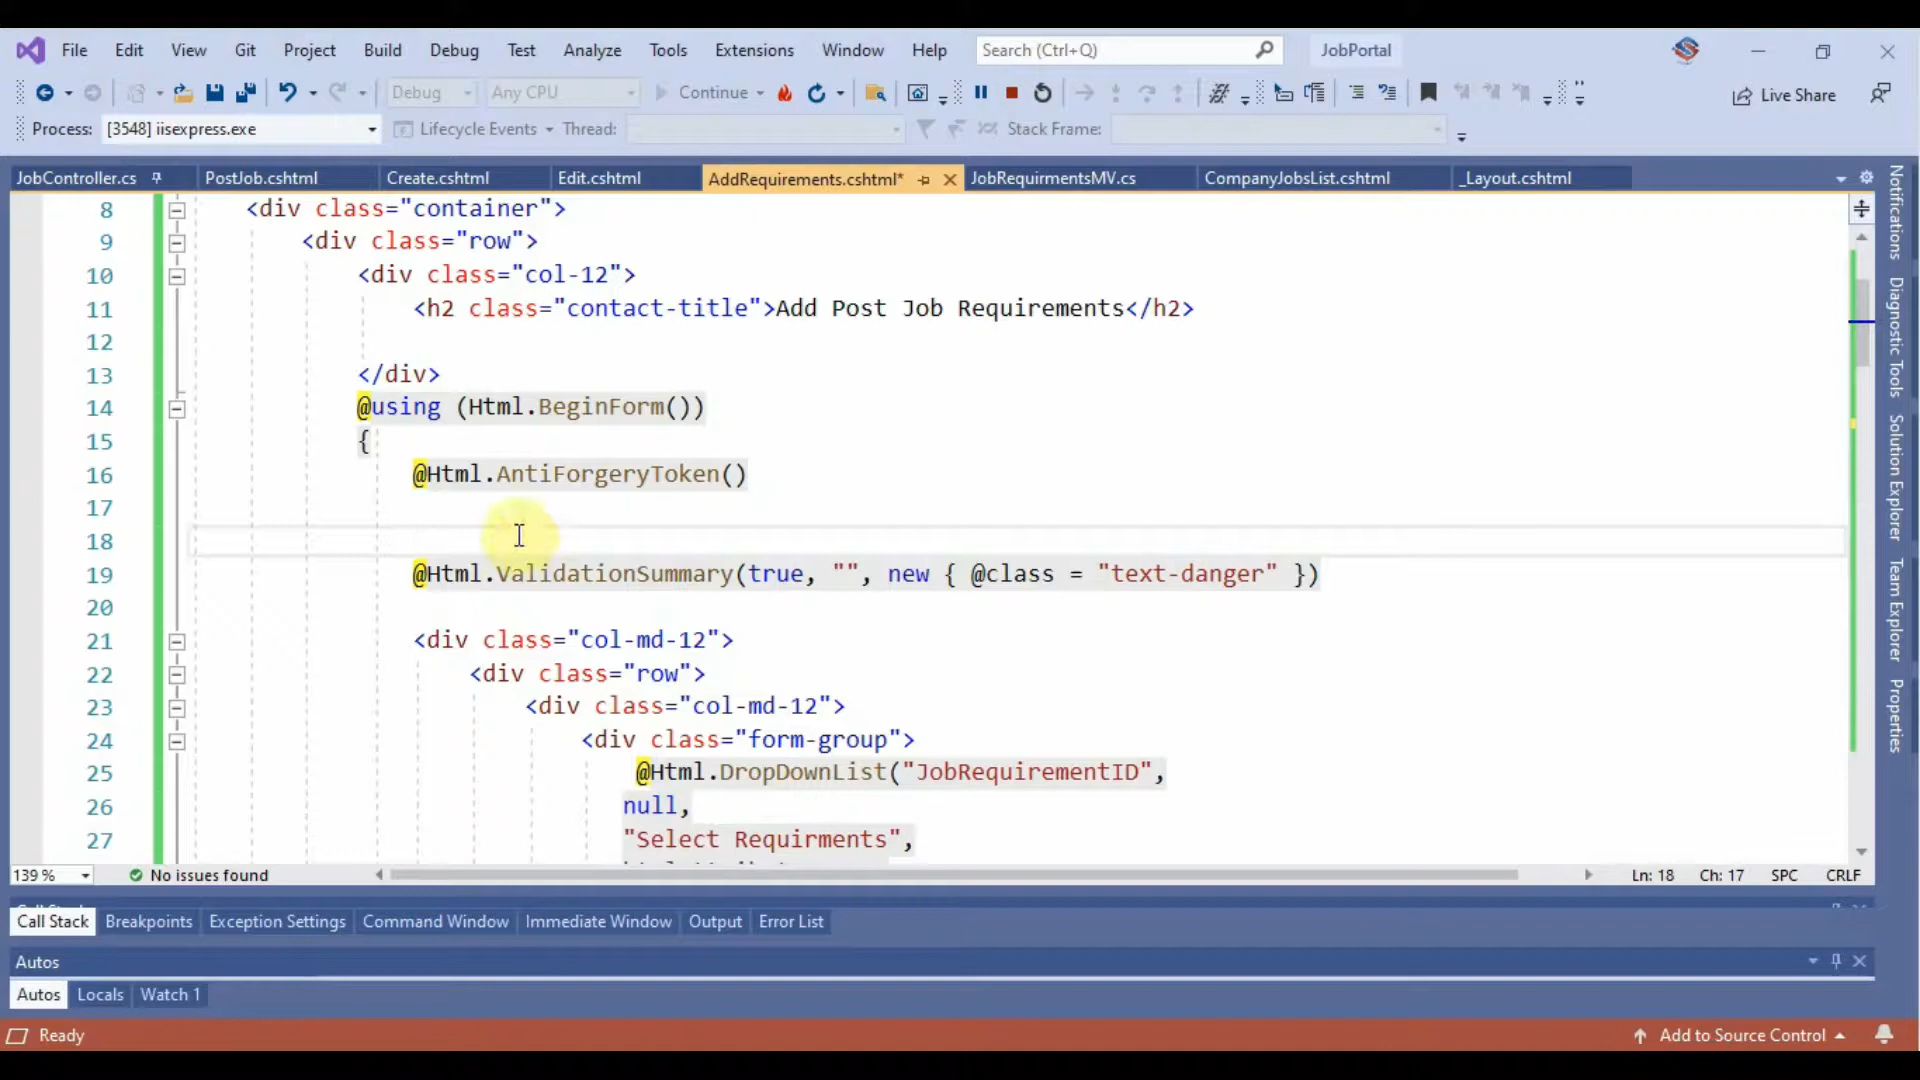 File Edit View Git Project Build Debug Test Analyze Tools Extensions Window Help Search (Ctrl+Q) JobPortal
Debug Any CPU Continue Live Share
Process: [3548] iisexpress.exe Lifecycle Events Thread: Stack Frame:
JobController.cs PostJob.cshtml Create.cshtml Edit.cshtml AddRequirements.cshtml* JobRequirmentsMV.cs CompanyJobsList.cshtml _Layout.cshtml
8 <div class="container">
9 <div class="row">
10 <div class="col-12">
11 <h2 class="contact-title">Add Post Job Requirements</h2>
12
13 </div>
14 @using (Html.BeginForm())
15 {
16 @Html.AntiForgeryToken()
17
18
19 @Html.ValidationSummary(true, "", new { @class = "text-danger" })
20
21 <div class="col-md-12">
22 <div class="row">
23 <div class="col-md-12">
24 <div class="form-group">
25 @Html.DropDownList("JobRequirementID",
26 null,
27 "Select Requirments",
139 % No issues found Ln: 18 Ch: 17 SPC CRLF
Call Stack Breakpoints Exception Settings Command Window Immediate Window Output Error List
Autos
Autos Locals Watch 1
Ready Add to Source Control
Notifications
Diagnostic Tools
Solution Explorer
Team Explorer
Properties